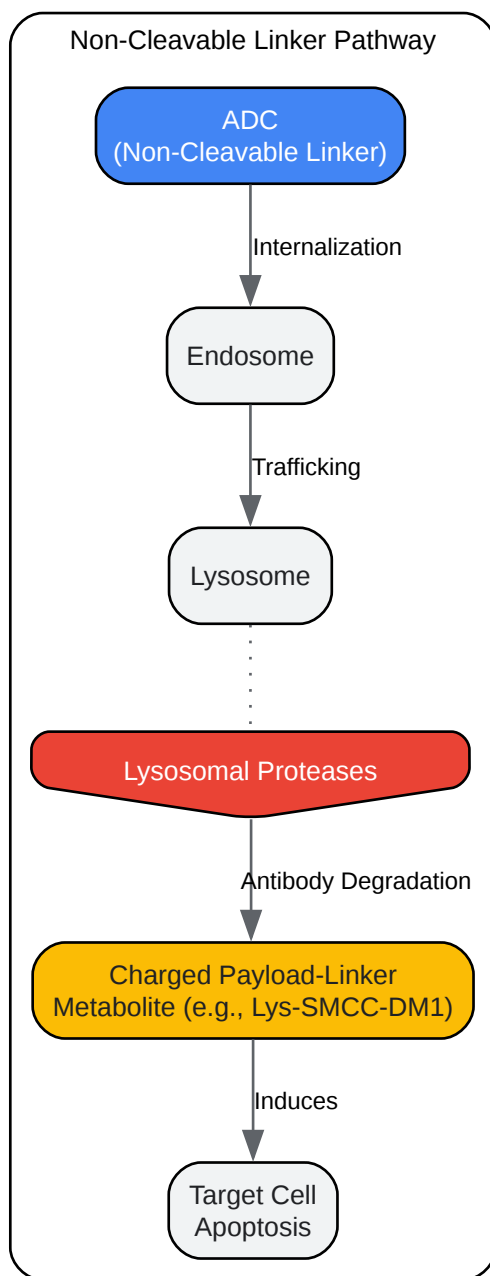 Non-Cleavable Linker Pathway
ADC
(Non-Cleavable Linker)
Internalization
Endosome
Trafficking
Lysosome
Lysosomal Proteases
Antibody Degradation
Charged Payload-Linker
Metabolite (e.g., Lys-SMCC-DM1)
Induces
Target Cell
Apoptosis